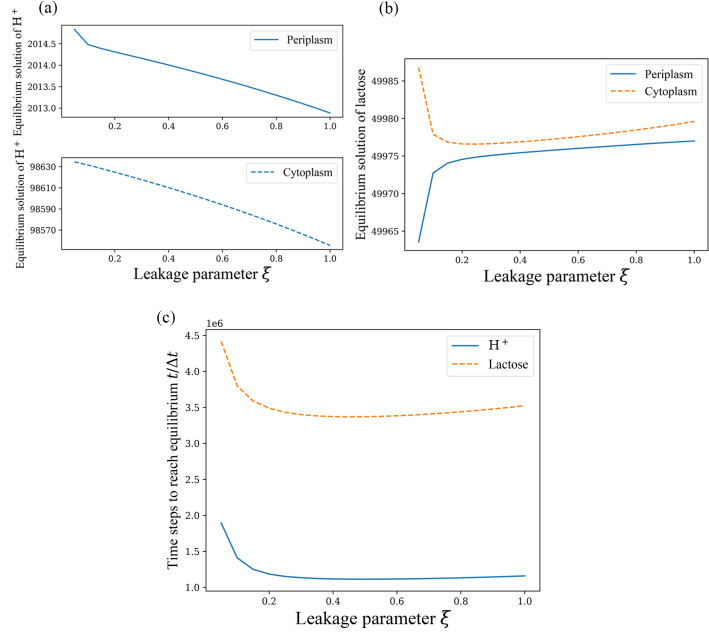 (a)
Equilibrium solution of H⁺
2014.5
2014.0
2013.5
2013.0
Periplasm
0.2 0.4 0.6 0.8 1.0
Equilibrium solution of H⁺
98630
98610
98590
98570
Cytoplasm
0.2 0.4 0.6 0.8 1.0
Leakage parameter ξ
(b)
Equilibrium solution of lactose
49985
49980
49975
49970
49965
Periplasm
Cytoplasm
0.2 0.4 0.6 0.8 1.0
Leakage parameter ξ
(c)
1e6
Time steps to reach equilibrium t/Δt
4.5
4.0
3.5
3.0
2.5
2.0
1.5
1.0
H⁺
Lactose
0.2 0.4 0.6 0.8 1.0
Leakage parameter ξ